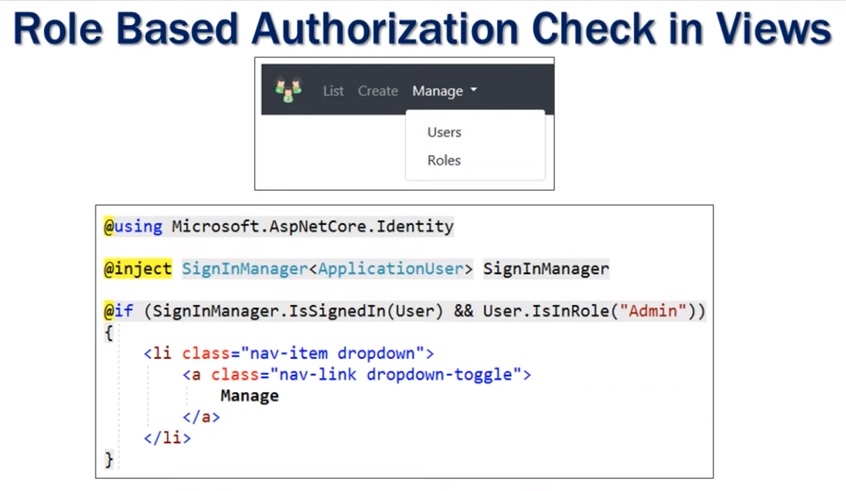 Role Based Authorization Check in Views
List Create Manage
Users
Roles
@using Microsoft.AspNetCore.Identity
@inject SignInManager<ApplicationUser> SignInManager
@if (SignInManager.IsSignedIn(User) && User.IsInRole("Admin"))
{
<li class="nav-item dropdown">
<a class="nav-link dropdown-toggle">
Manage
</a>
</li>
}